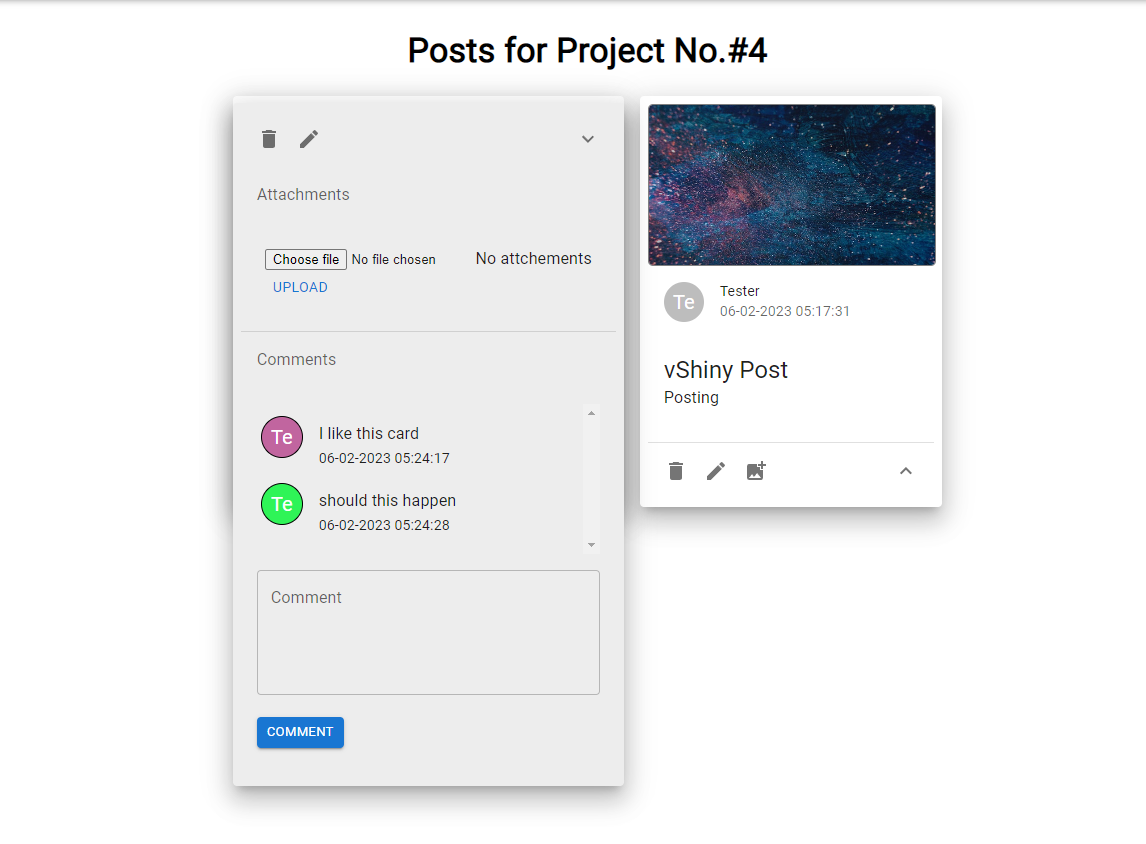 Posts for Project No.#4
Attachments
Choose file No file chosen
No attchements
UPLOAD
Comments
Te
I like this card
06-02-2023 05:24:17
Te
should this happen
06-02-2023 05:24:28
Comment
COMMENT
Te
Tester
06-02-2023 05:17:31
vShiny Post
Posting